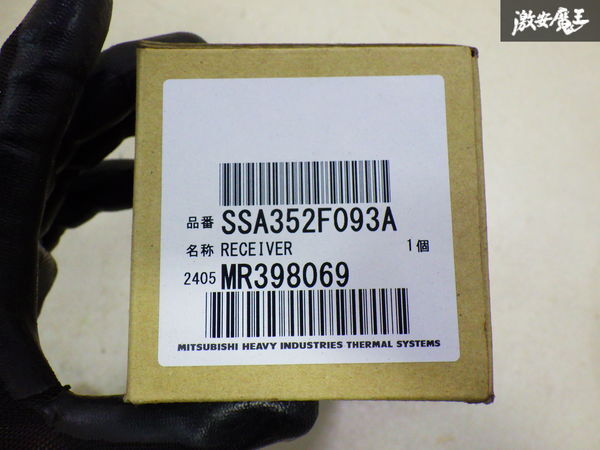 激安魔王
品番 SSA352F093A
名称 RECEIVER 1個
2405 MR398069
MITSUBISHI HEAVY INDUSTRIES THERMAL SYSTEMS